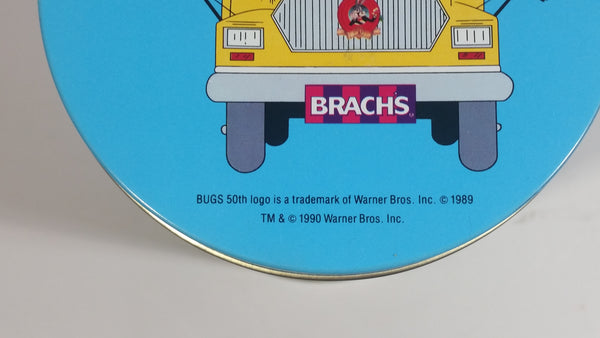 BRACHS
BUGS 50th logo is a trademark of Warner Bros. Inc. © 1989
TM & © 1990 Warner Bros. Inc.